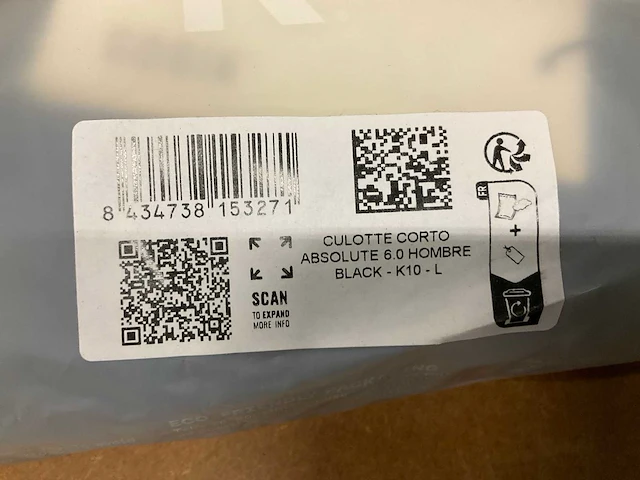 R
8 434738 153271
CULOTTE CORTO
ABSOLUTE 6.0 HOMBRE
BLACK - K10 - L
SCAN
TO EXPAND
MORE INFO
FR
+